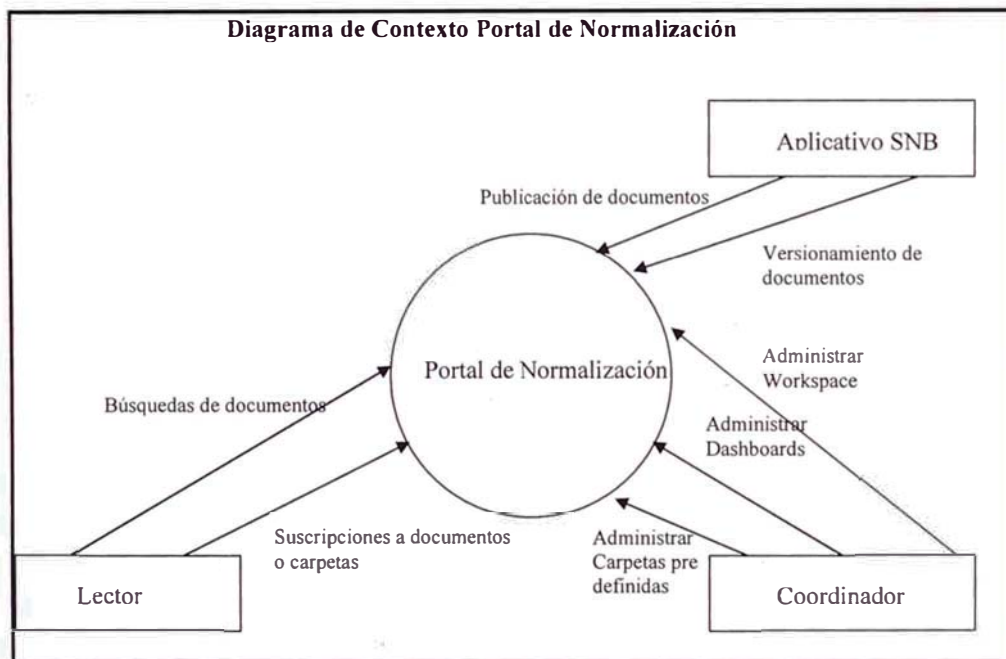 Diagrama de Contexto Portal de Normalización
Aplicativo SNB
Publicación de documentos
Versionamiento de
documentos
Portal de Normalización
Administrar
Workspace
Búsquedas de documentos
Administrar
Dashboards
Suscripciones a documentos
o carpetas
Administrar
Carpetas pre
definidas
Lector
Coordinador